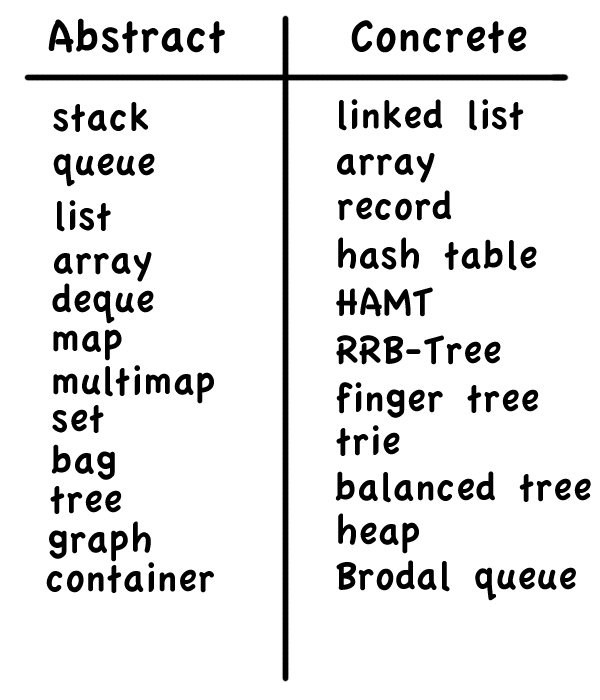 Abstract
Concrete
stack
queue
list
array
deque
map
multimap
set
bag
tree
graph
container
linked list
array
record
hash table
HAMT
RRB-Tree
finger tree
trie
balanced tree
heap
Brodal queue